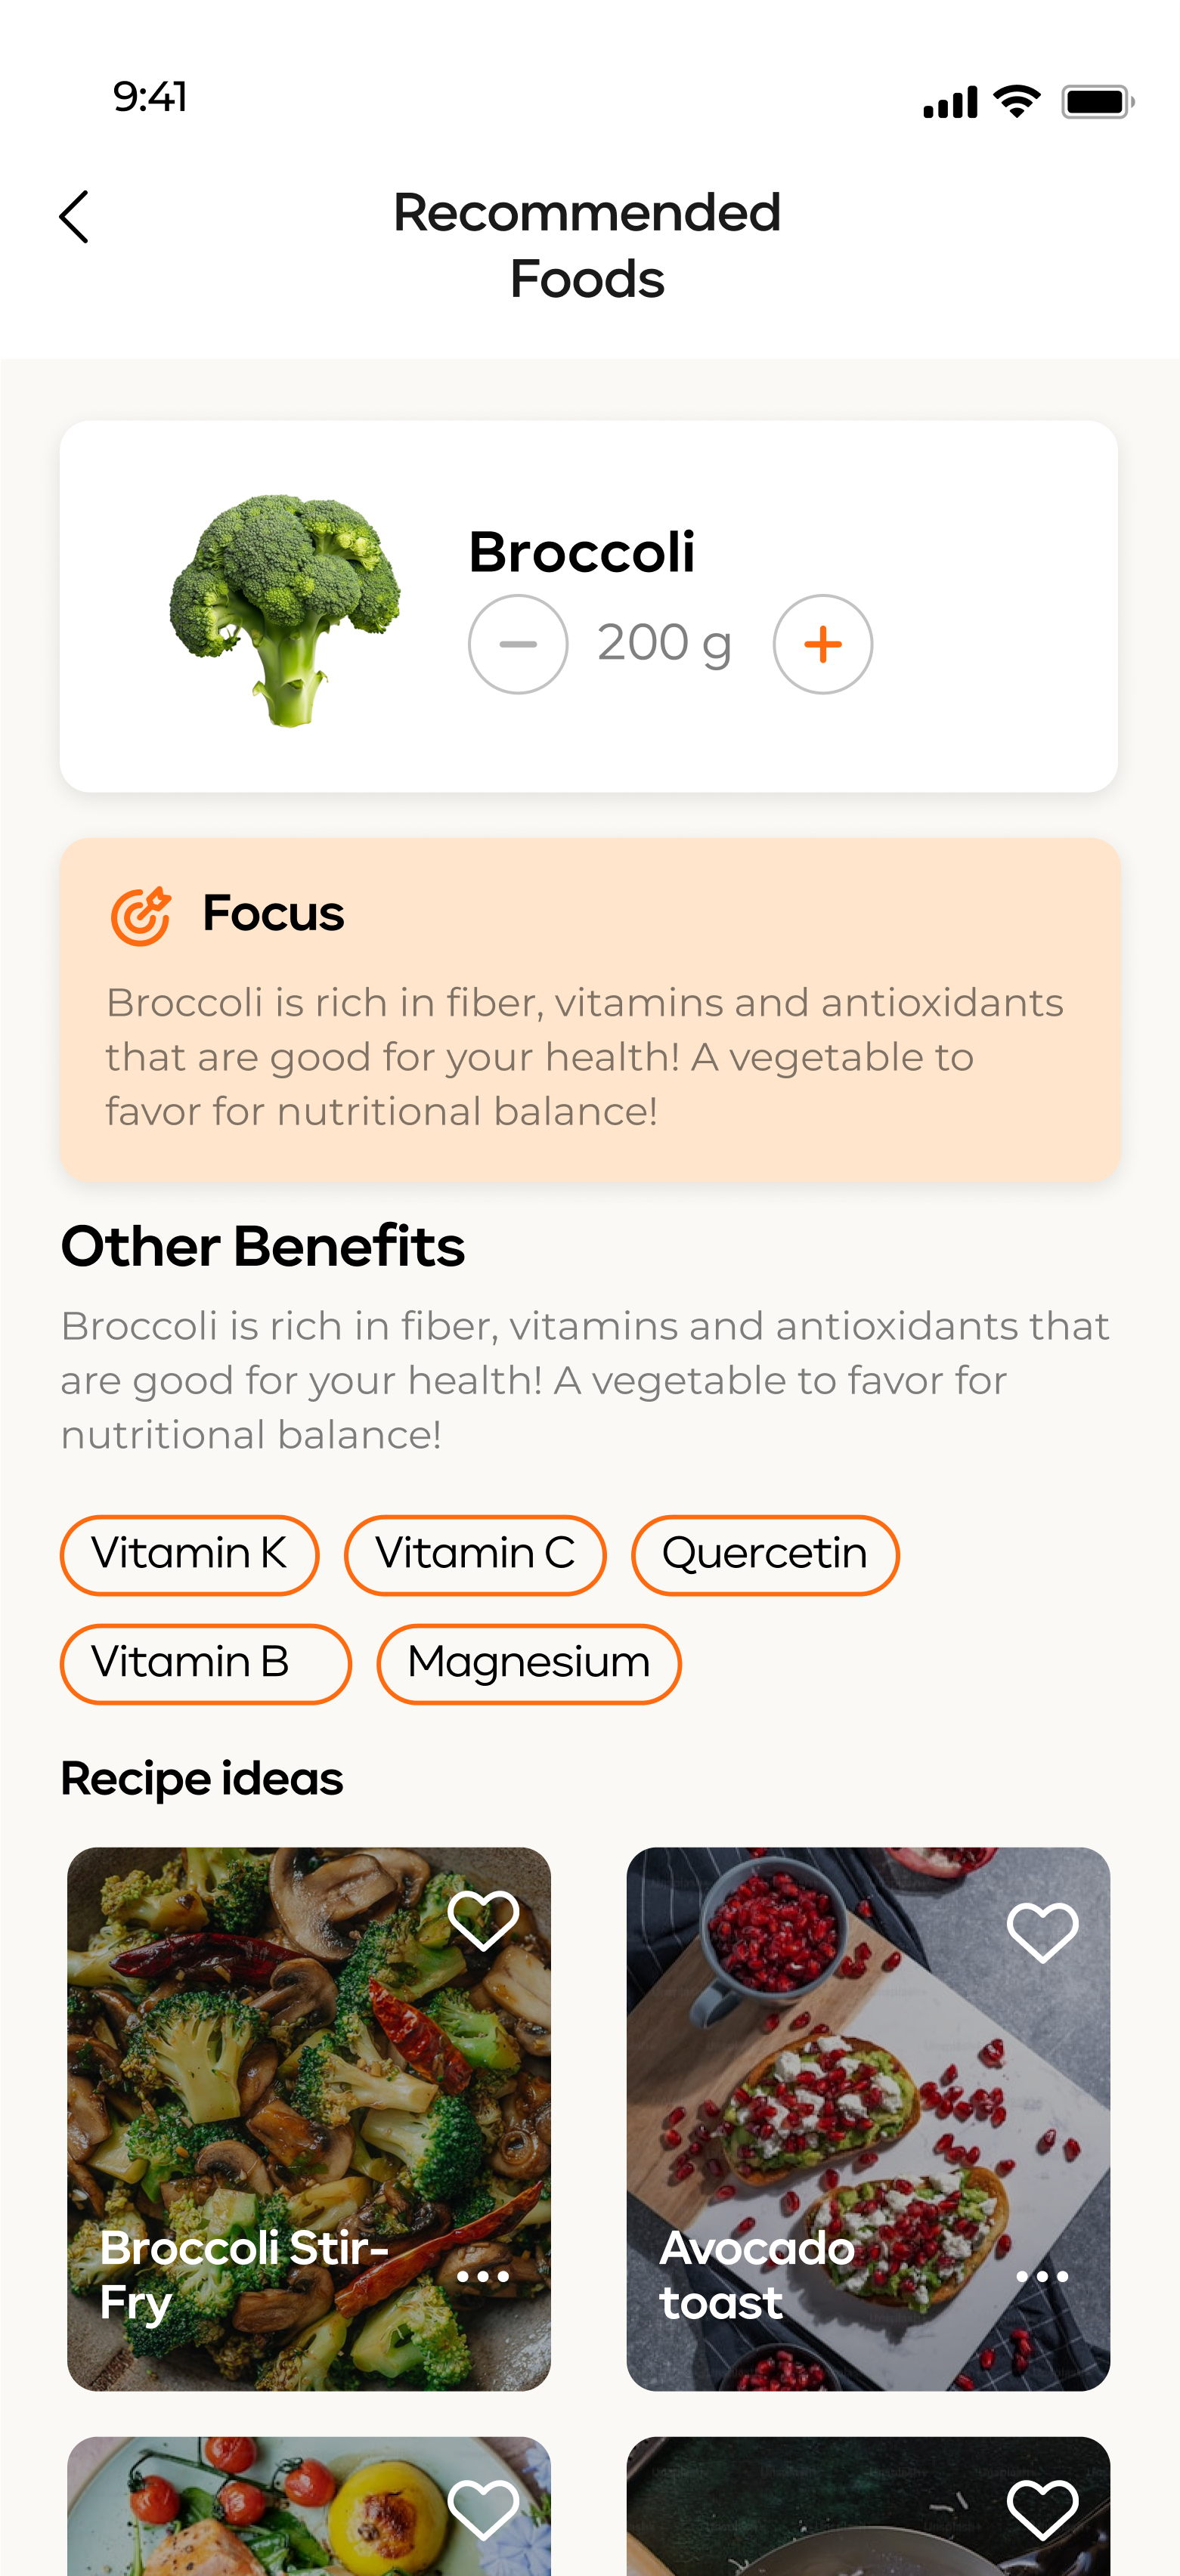 9:41
Recommended
Foods
Broccoli
200 g
Focus
Broccoli is rich in fiber, vitamins and antioxidants
that are good for your health! A vegetable to
favor for nutritional balance!
Other Benefits
Broccoli is rich in fiber, vitamins and antioxidants that
are good for your health! A vegetable to favor for
nutritional balance!
Vitamin K
Vitamin C
Quercetin
Vitamin B
Magnesium
Recipe ideas
Broccoli Stir-
Fry
Avocado
toast